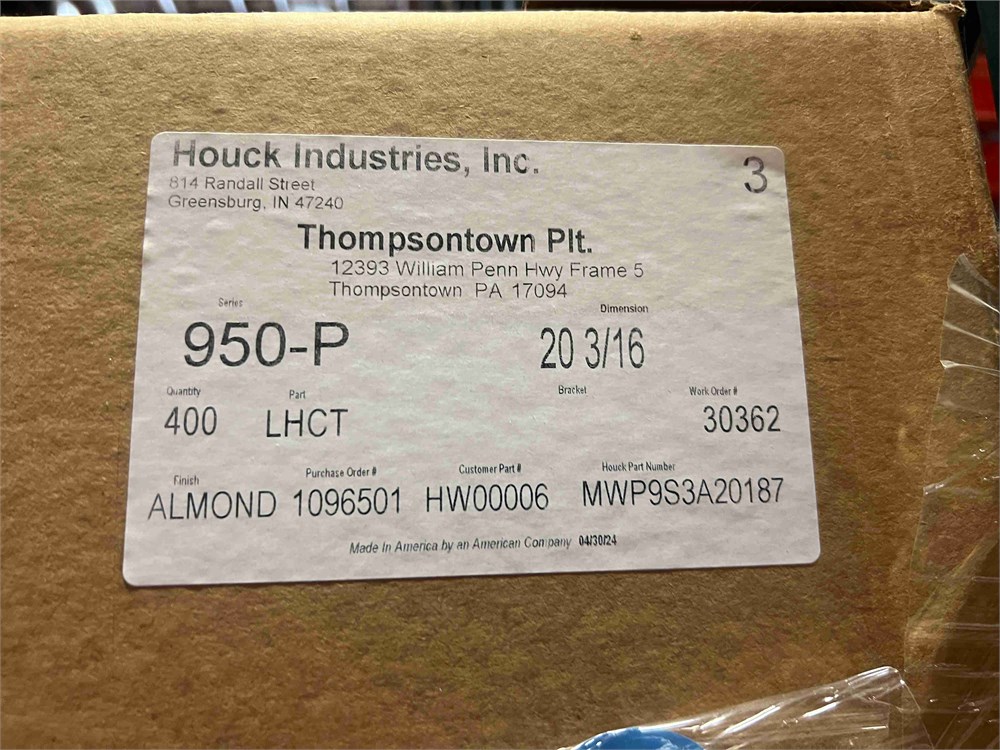 Houck Industries, Inc.
3
814 Randall Street
Greensburg, IN 47240
Thompsontown Plt.
12393 William Penn Hwy Frame 5
Thompsontown PA 17094
Series Dimension
950-P 20 3/16
Quantity Part Bracket Work Order #
400 LHCT 30362
Finish Purchase Order # Customer Part # Houck Part Number
ALMOND 1096501 HW00006 MWP9S3A20187
Made In America by an American Company 04/30/24